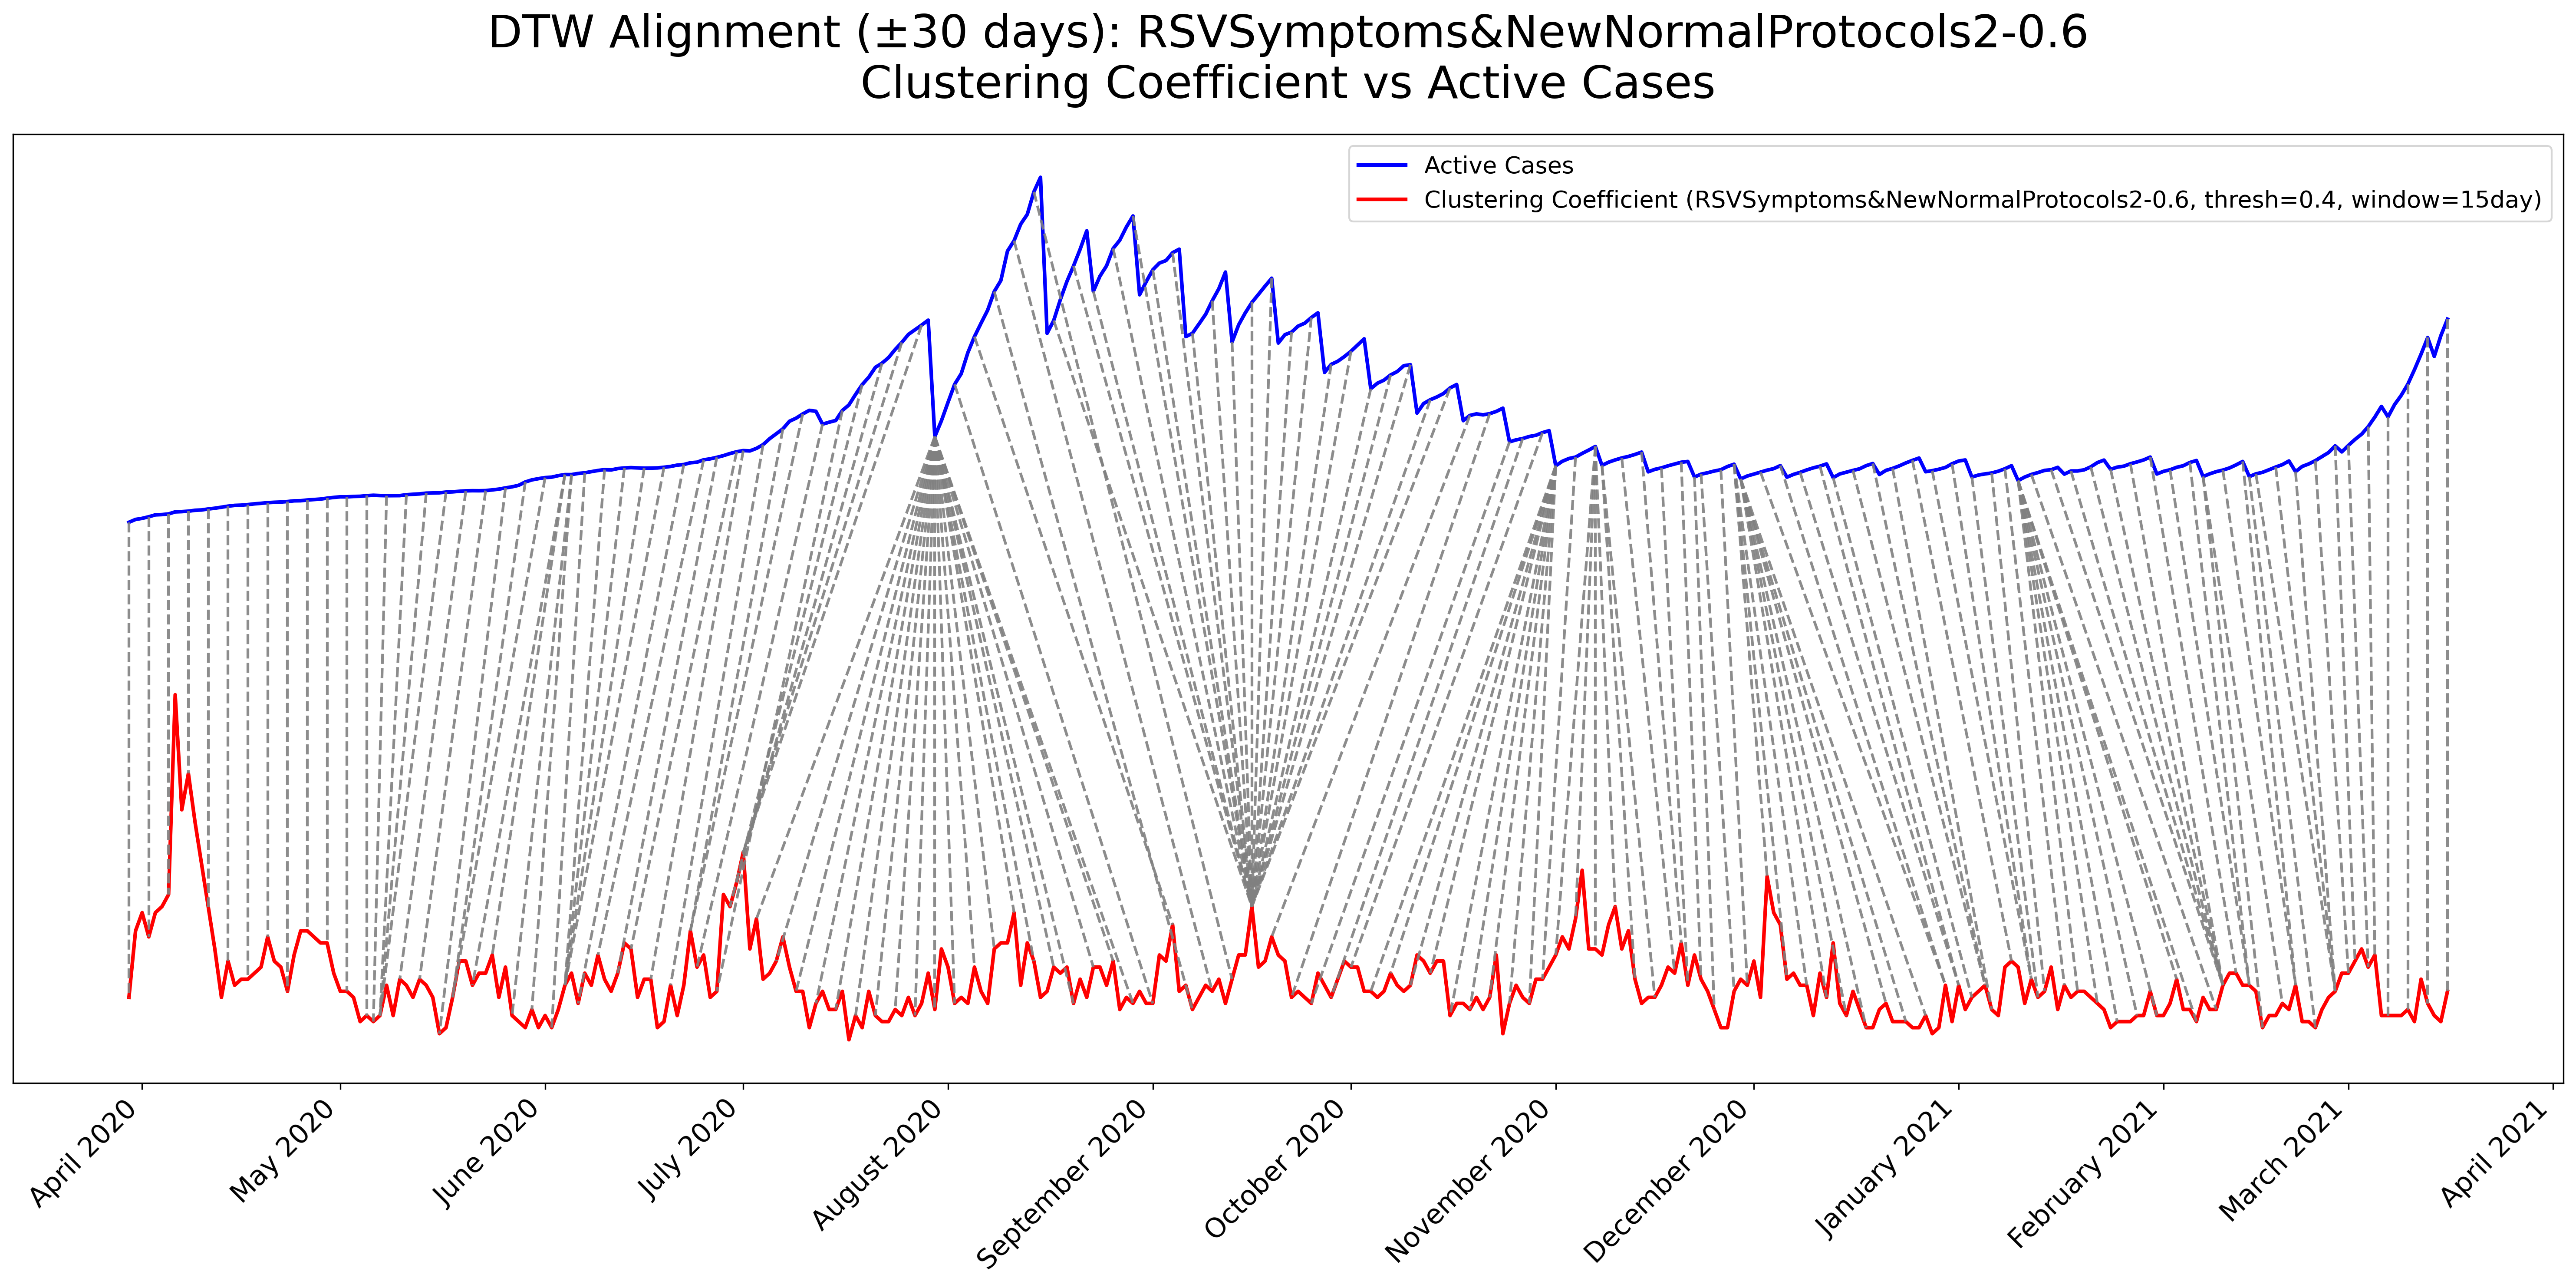 DTW Alignment (±30 days): RSVSymptoms&NewNormalProtocols2-0.6
Clustering Coefficient vs Active Cases
Active Cases
Clustering Coefficient (RSVSymptoms&NewNormalProtocols2-0.6, thresh=0.4, window=15day)
April 2020
May 2020
June 2020
July 2020
August 2020
September 2020
October 2020
November 2020
December 2020
January 2021
February 2021
March 2021
April 2021